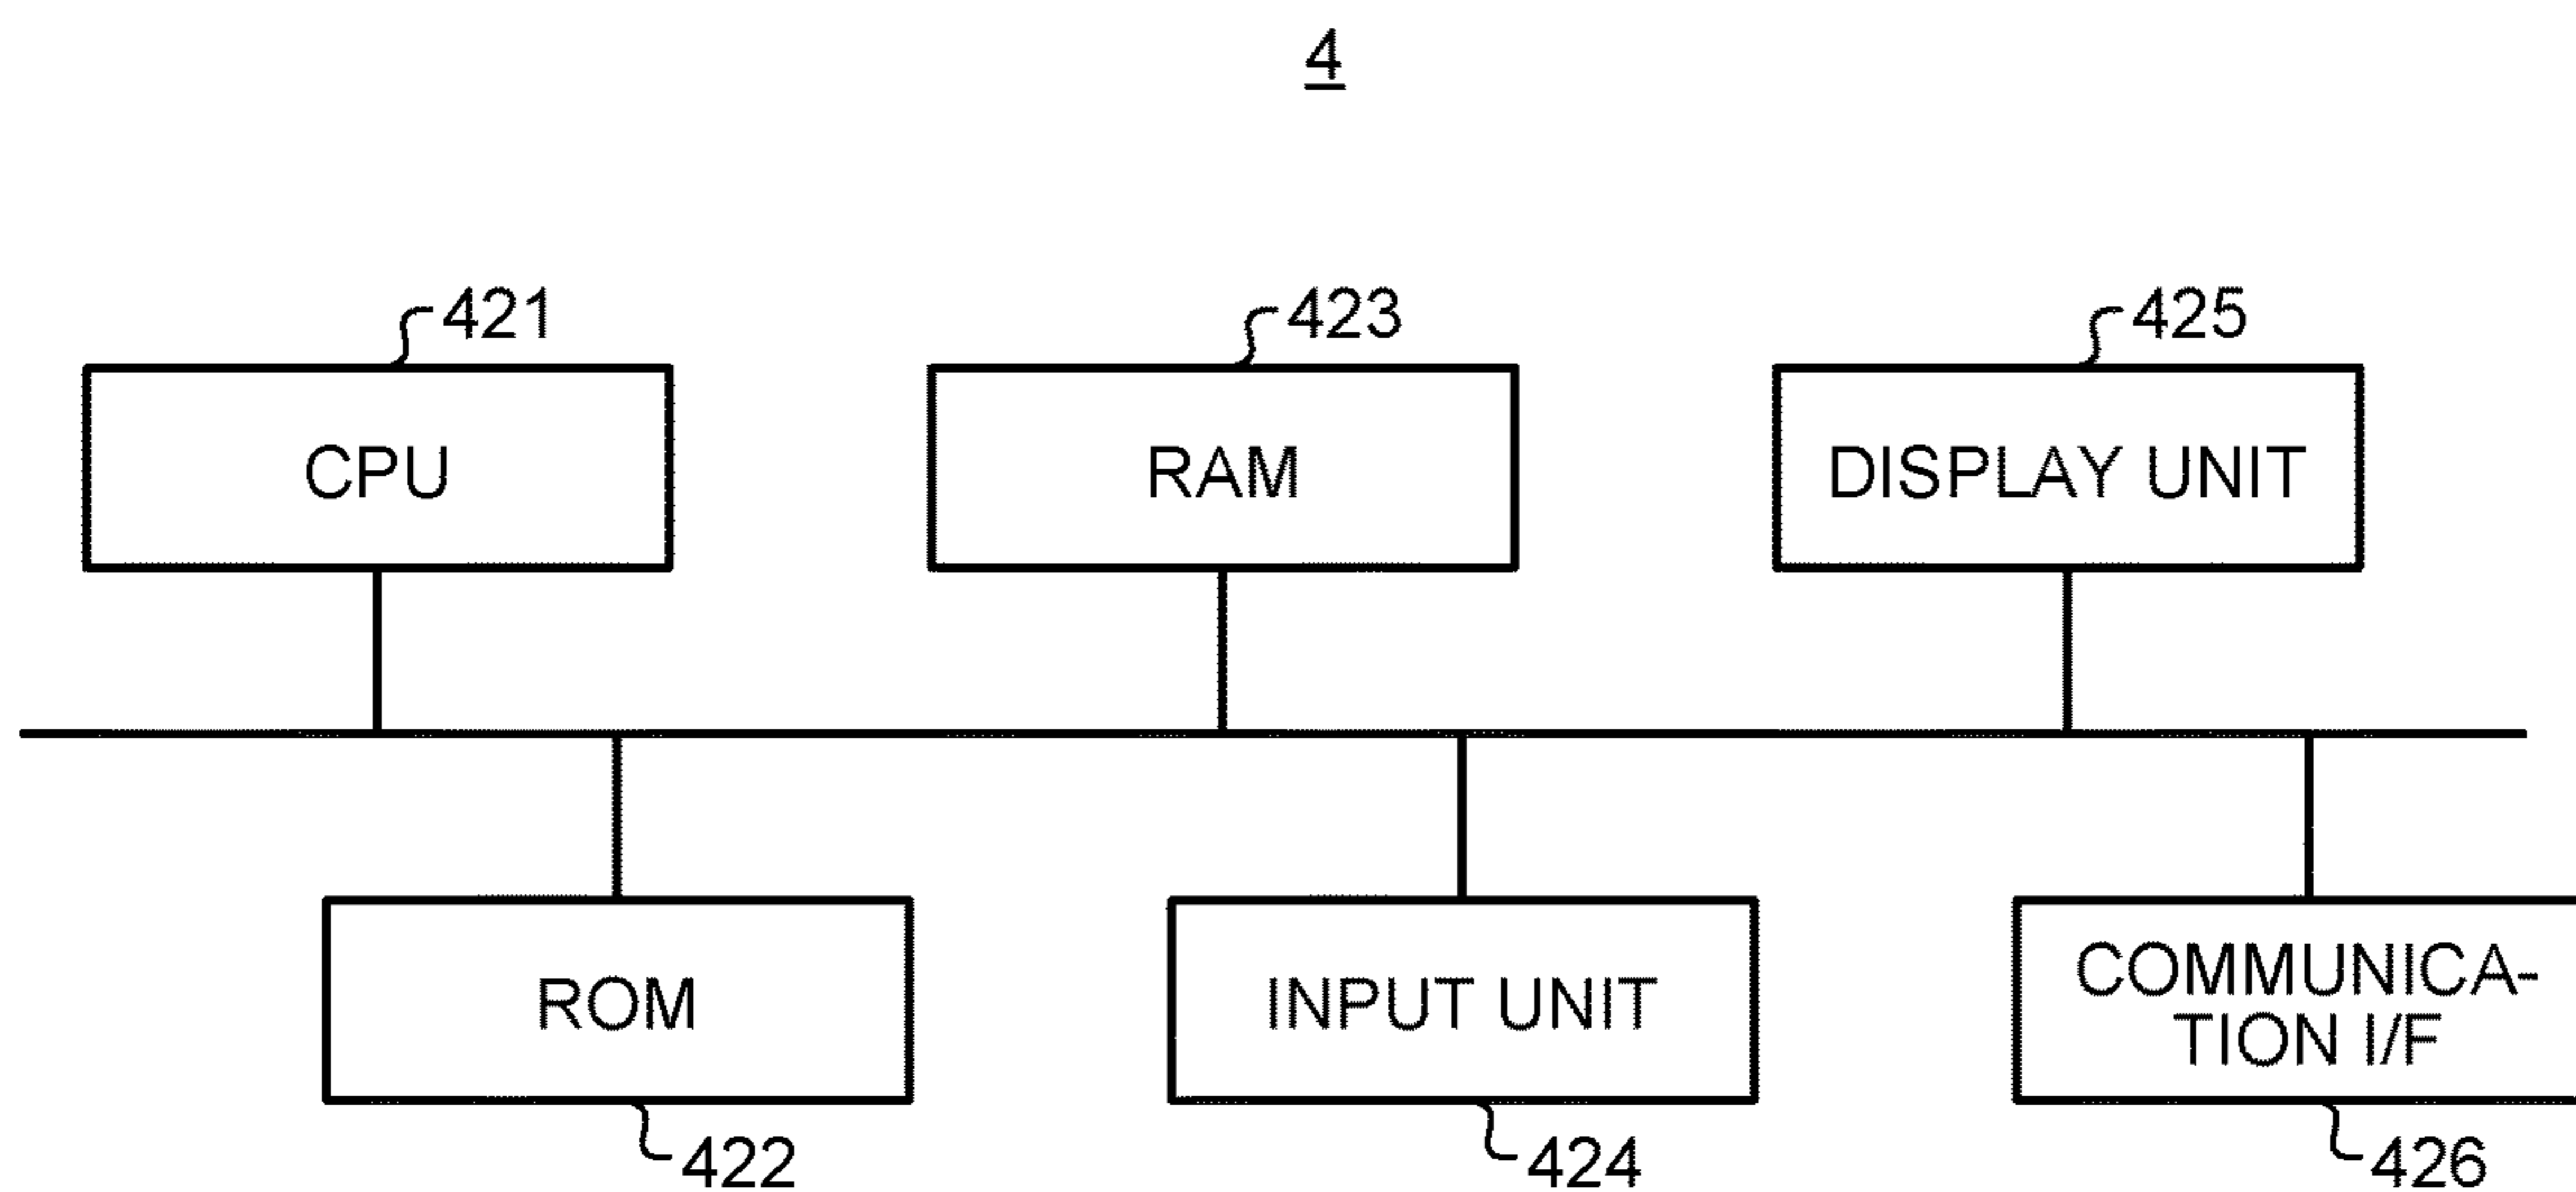 4
421
423
425
CPU
RAM
DISPLAY UNIT
ROM
INPUT UNIT
COMMUNICA-
TION I/F
422
424
426